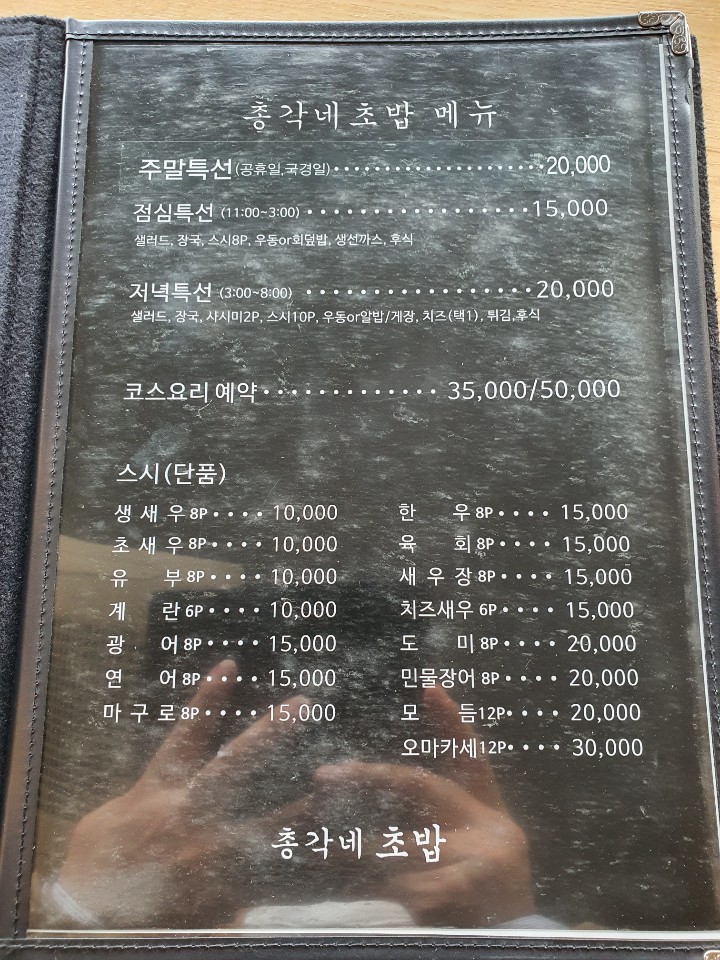 총각네 초밥 메뉴
주말특선(공휴일,국경일)······················20,000
점심특선 (11:00~3:00) ··················15,000
샐러드, 장국, 스시8P, 우동or회덮밥, 생선까스, 후식
저녁특선 (3:00~8:00) ··················20,000
샐러드, 장국, 사시미2P, 스시10P, 우동or알밥/게장, 치즈(택1), 튀김,후식
코스요리 예약············· 35,000/50,000
스시(단품)
생 새 우 8P···· 10,000
초 새 우 8P···· 10,000
유 부 8P···· 10,000
계 란 6P···· 10,000
광 어 8P···· 15,000
연 어 8P···· 15,000
마 구 로 8P···· 15,000
한 우 8P···· 15,000
육 회 8P···· 15,000
새 우 장 8P···· 15,000
치즈새우 6P···· 15,000
도 미 8P···· 20,000
민물장어 8P···· 20,000
모 듬 12P···· 20,000
오마카세12P···· 30,000
총각네 초밥